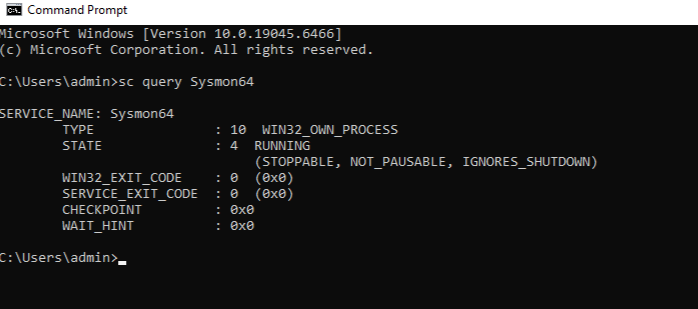 Command Prompt
Microsoft Windows [Version 10.0.19045.6466]
(c) Microsoft Corporation. All rights reserved.
C:\Users\admin>sc query Sysmon64
SERVICE_NAME: Sysmon64
TYPE : 10 WIN32_OWN_PROCESS
STATE : 4 RUNNING
(STOPPABLE, NOT_PAUSABLE, IGNORES_SHUTDOWN)
WIN32_EXIT_CODE : 0 (0x0)
SERVICE_EXIT_CODE : 0 (0x0)
CHECKPOINT : 0x0
WAIT_HINT : 0x0
C:\Users\admin>